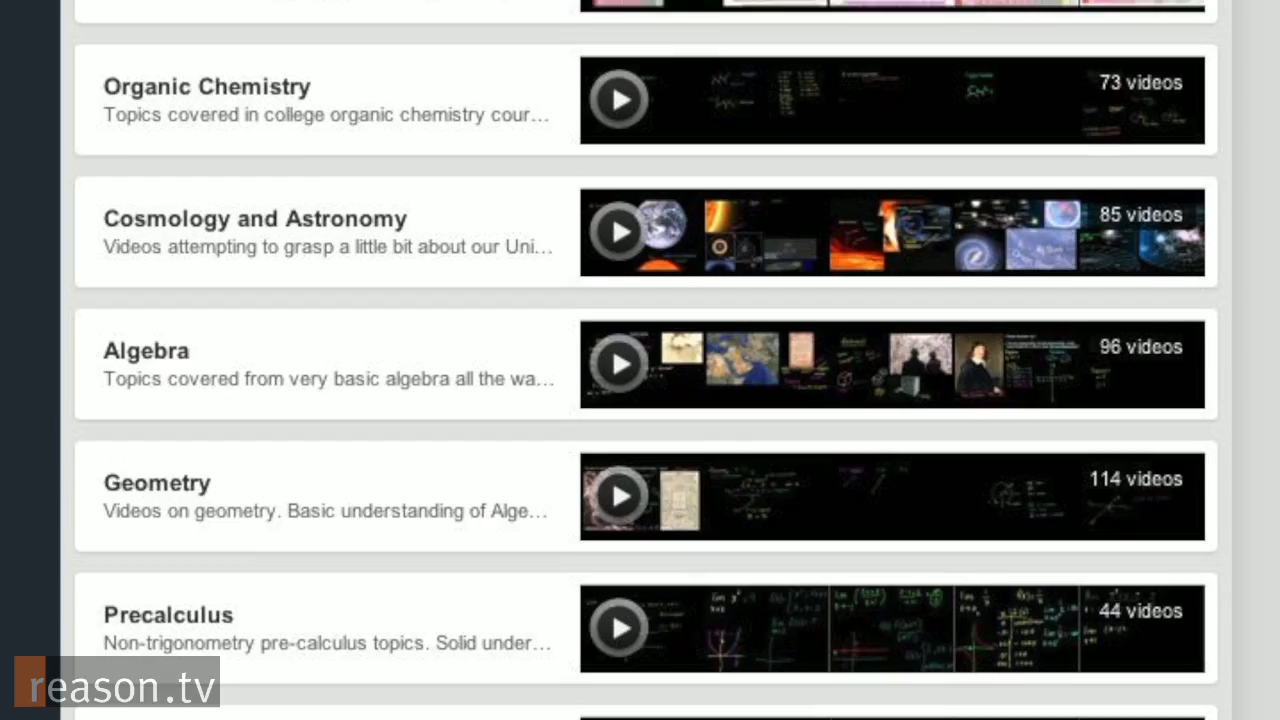 Organic Chemistry
Topics covered in college organic chemistry cour...
73 videos
Cosmology and Astronomy
Videos attempting to grasp a little bit about our Uni...
85 videos
Algebra
Topics covered from very basic algebra all the wa...
96 videos
Geometry
Videos on geometry. Basic understanding of Alge...
114 videos
Precalculus
Non-trigonometry pre-calculus topics. Solid under...
44 videos
reason.tv